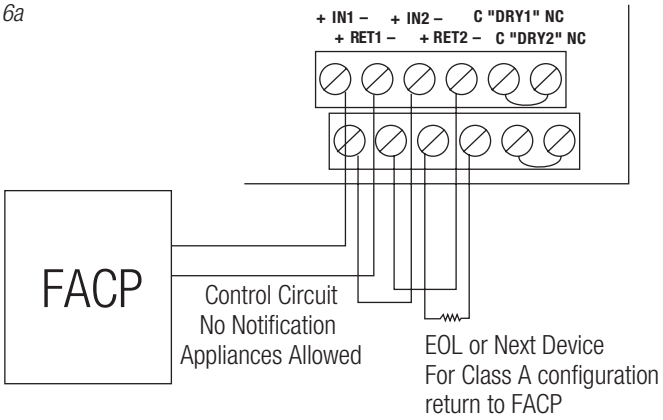 6a
+ IN1 – + IN2 – C "DRY1" NC
+ RET1 – + RET2 – C "DRY2" NC
FACP
Control Circuit
No Notification
Appliances Allowed
EOL or Next Device
For Class A configuration
return to FACP